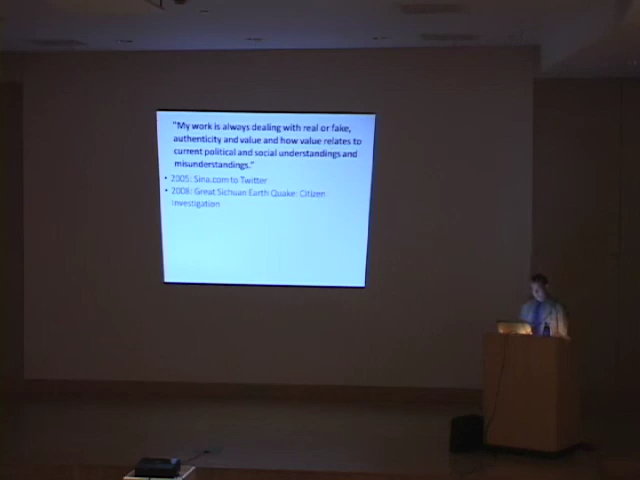 "My work is always dealing with real or fake,
authenticity and value and how value relates to
current political and social understandings and
misunderstandings."
• 2005: Sina.com to Twitter
• 2008: Great Sichuan Earth Quake: Citizen
Investigation